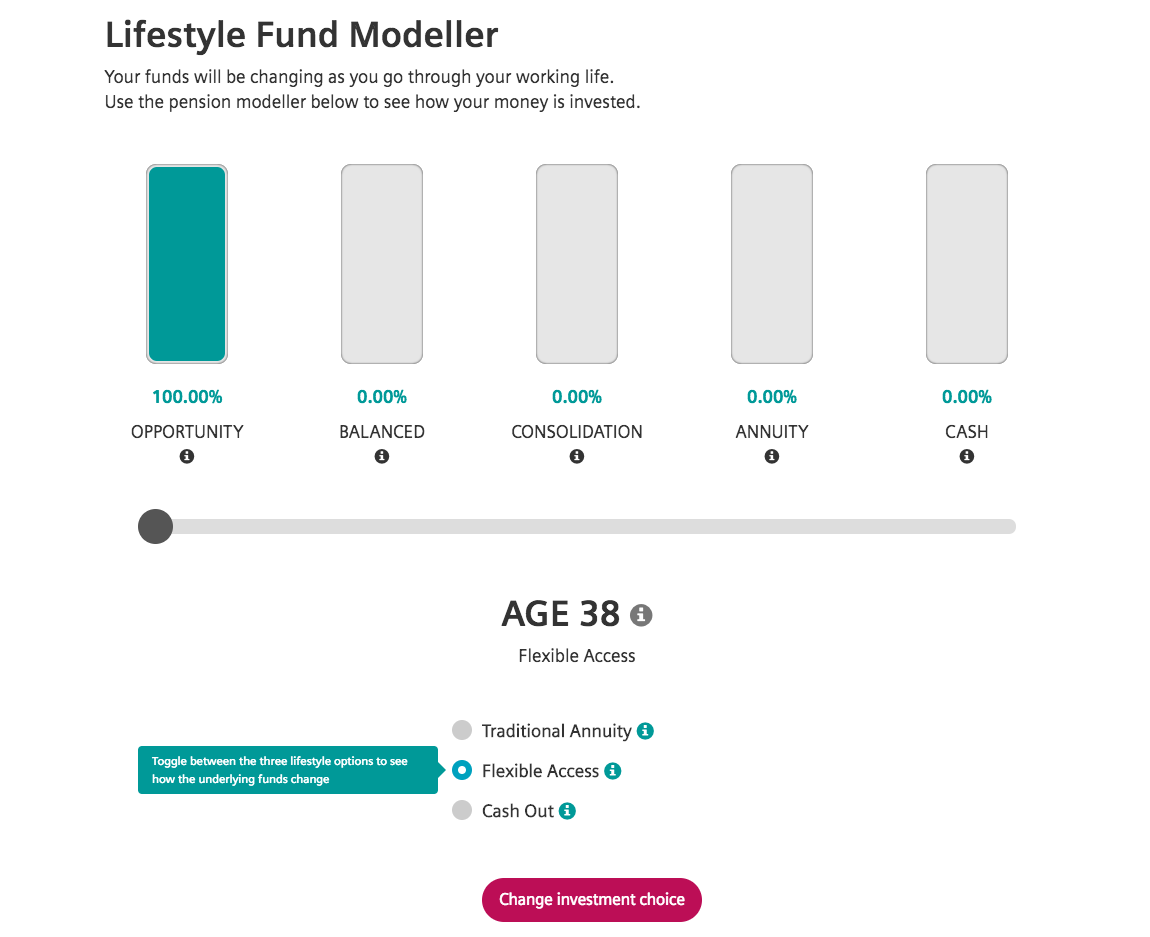 Lifestyle Fund Modeller
Your funds will be changing as you go through your working life.
Use the pension modeller below to see how your money is invested.
100.00%
0.00%
0.00%
0.00%
0.00%
OPPORTUNITY
BALANCED
CONSOLIDATION
ANNUITY
CASH
AGE 38
Flexible Access
Traditional Annuity
Toggle between the three lifestyle options to see
how the underlying funds change
Flexible Access
Cash Out
Change investment choice